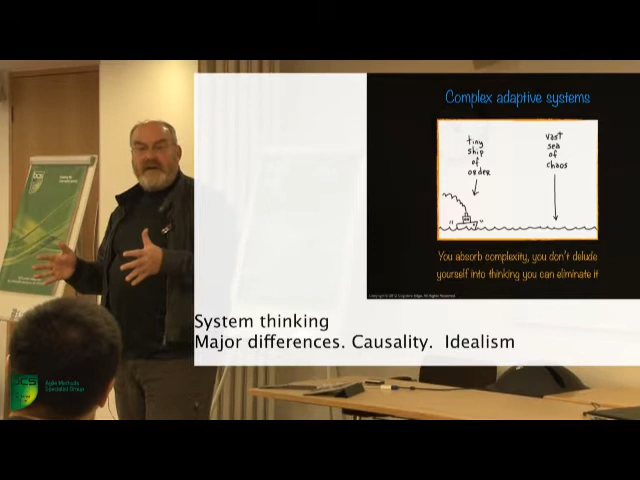 Complex adaptive systems
tiny
ship
of
order
vast
sea
of
chaos
You absorb complexity, you don't delude
yourself into thinking you can eliminate it
System thinking
Major differences. Causality. Idealism
BCS
Agile Methods
Specialist Group